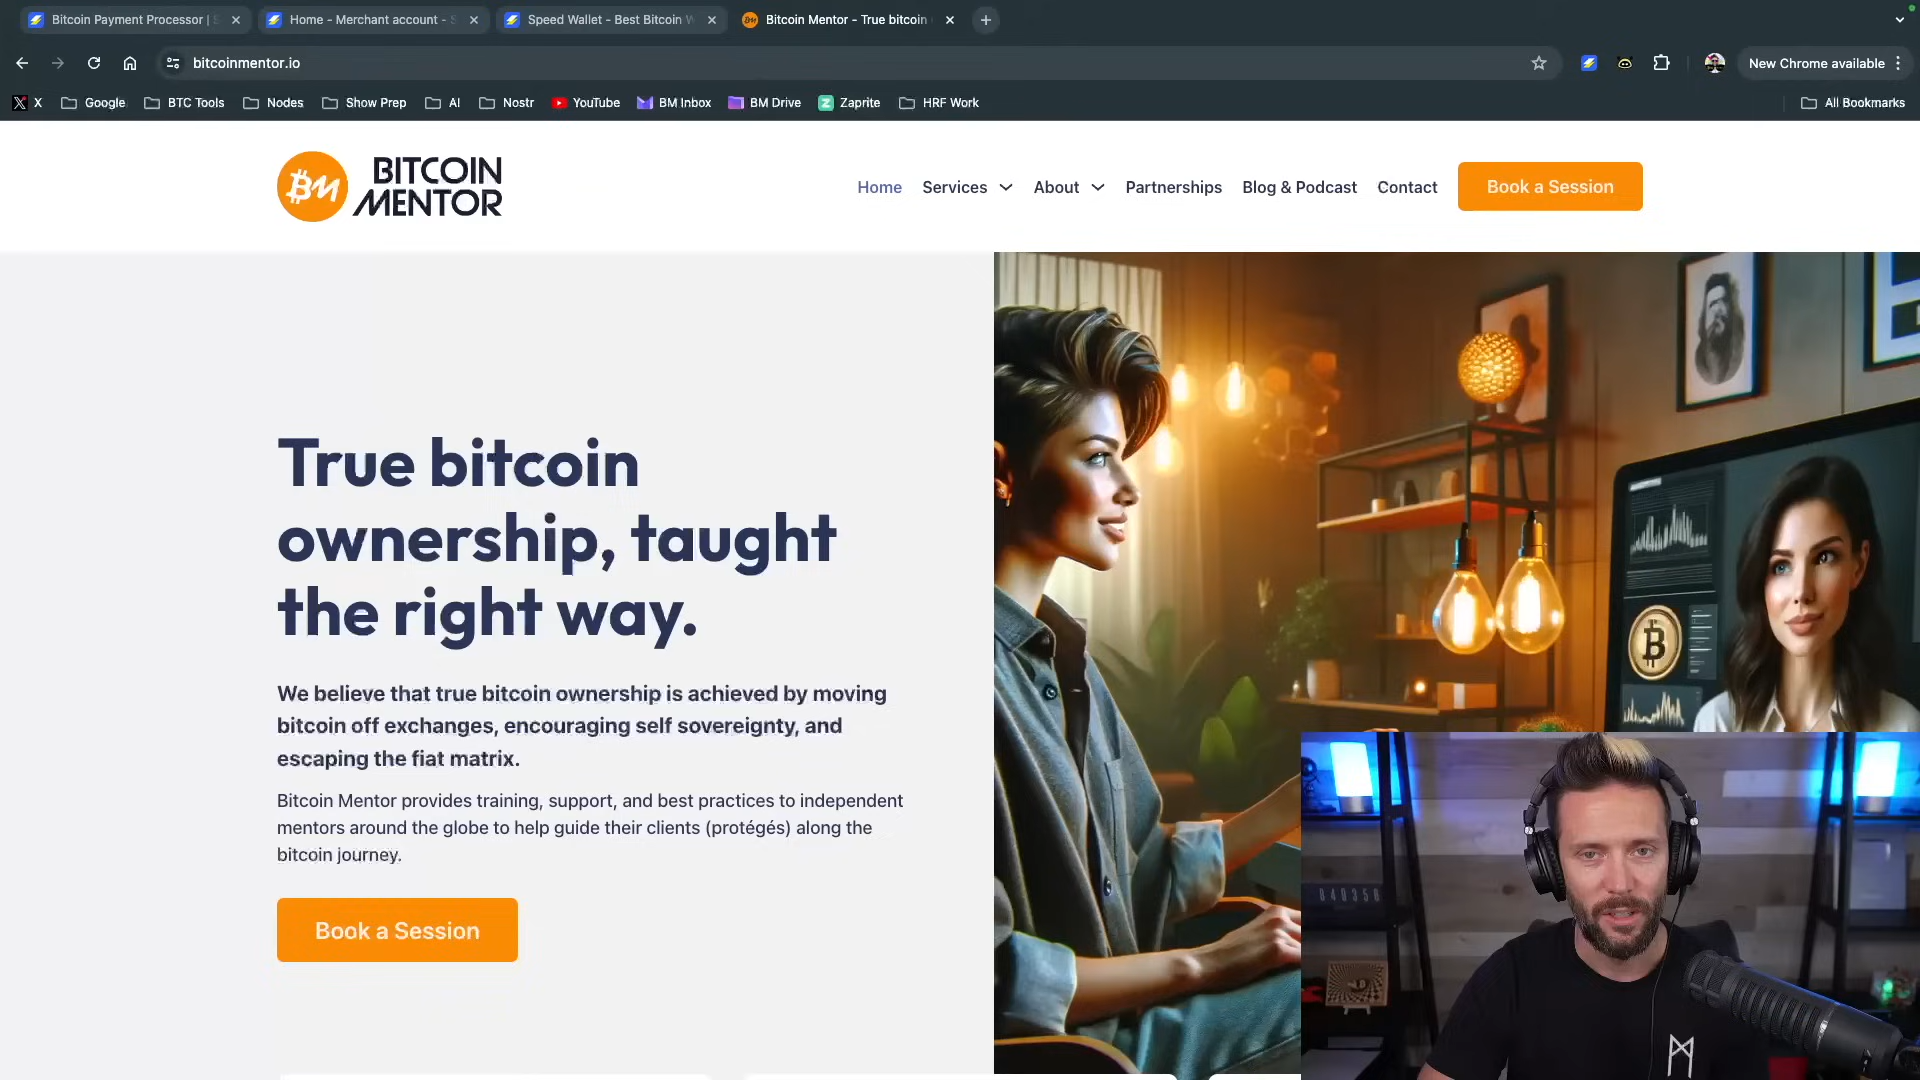 Bitcoin Payment Processor | S
Home - Merchant account - S
Speed Wallet - Best Bitcoin W
Bitcoin Mentor - True bitcoin
bitcoinmentor.io
New Chrome available
X
Google
BTC Tools
Nodes
Show Prep
AI
Nostr
YouTube
BM Inbox
BM Drive
Zaprite
HRF Work
All Bookmarks
BM
BITCOIN
MENTOR
Home
Services
About
Partnerships
Blog & Podcast
Contact
Book a Session
True bitcoin
ownership, taught
the right way.
We believe that true bitcoin ownership is achieved by moving
bitcoin off exchanges, encouraging self sovereignty, and
escaping the fiat matrix.
Bitcoin Mentor provides training, support, and best practices to independent
mentors around the globe to help guide their clients (protégés) along the
bitcoin journey.
Book a Session
840358